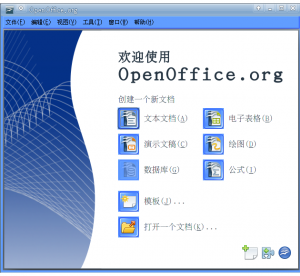 OpenOffice.org
文件(F) 编辑(E) 视图(V) 工具(T) 窗口(W) 帮助(H)
欢迎使用
OpenOffice.org
创建一个新文档
文本文档(A) 电子表格(B)
演示文稿(C) 绘图(D)
数据库(G) 公式(I)
模板(J)...
打开一个文档(K)...